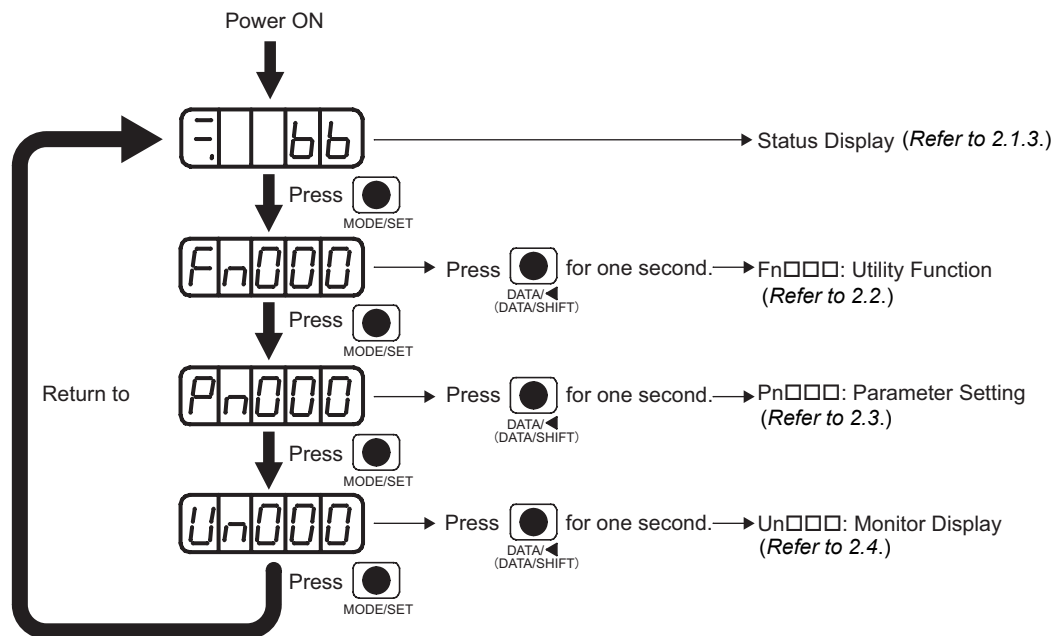 Power ON
bb
Status Display (Refer to 2.1.3.)
Press
MODE/SET
Fn000
Press
for one second.
Fn□□□: Utility Function
DATA/◀
(DATA/SHIFT)
(Refer to 2.2.)
Press
MODE/SET
Return to
Pn000
Press
for one second.
Pn□□□: Parameter Setting
DATA/◀
(DATA/SHIFT)
(Refer to 2.3.)
Press
MODE/SET
Un000
Press
for one second.
Un□□□: Monitor Display
DATA/◀
(DATA/SHIFT)
(Refer to 2.4.)
Press
MODE/SET